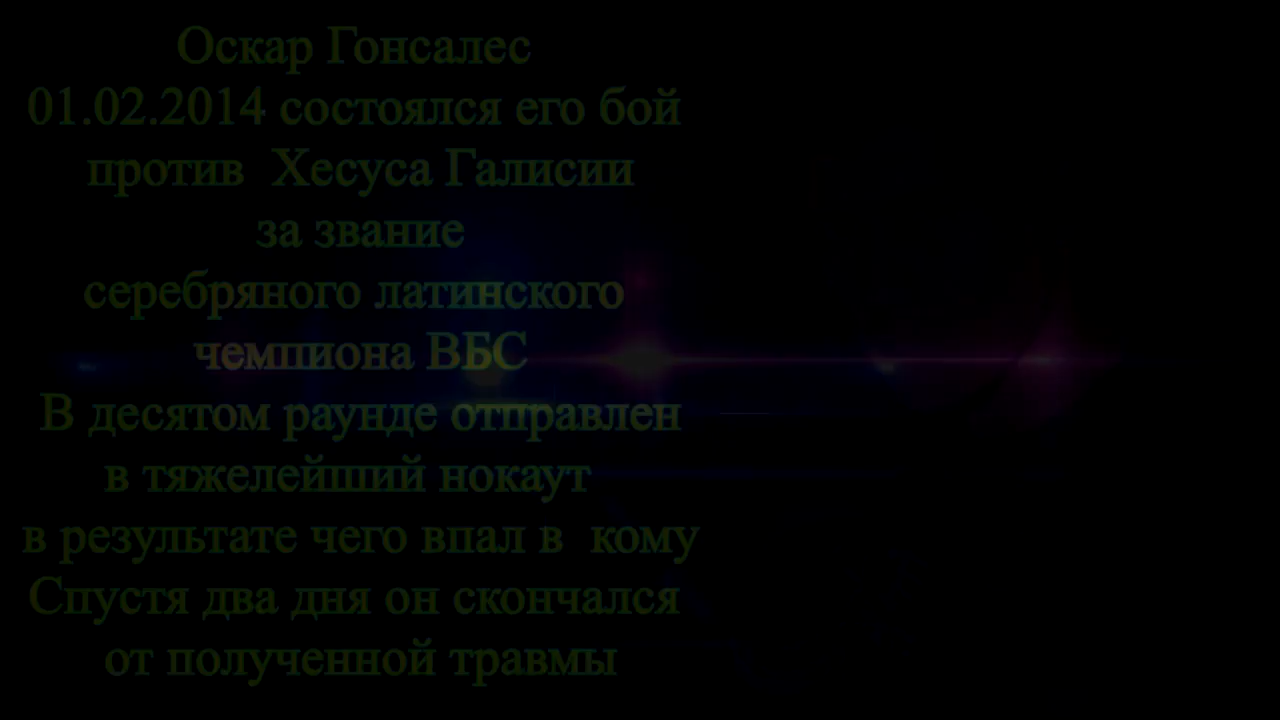 Оскар Гонсалес
01.02.2014 состоялся его бой
против Хесуса Галисии
за звание
серебряного латинского
чемпиона ВБС
В десятом раунде отправлен
в тяжелейший нокаут
в результате чего впал в кому
Спустя два дня он скончался
от полученной травмы